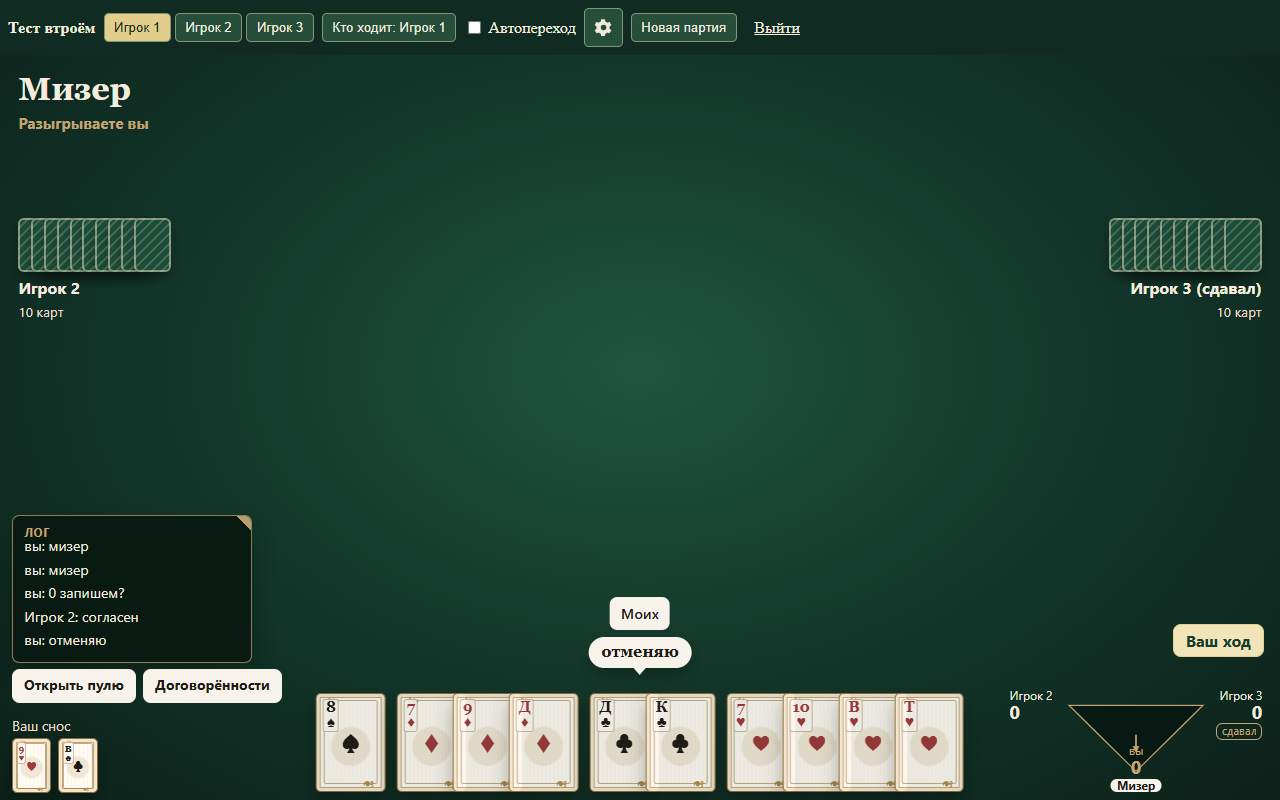 Тест втроём Игрок 1 Игрок 2 Игрок 3 Кто ходит: Игрок 1 Автопереход Новая партия Выйти
Мизер
Разыгрываете вы
Игрок 2
10 карт
Игрок 3 (сдавал)
10 карт
ЛОГ
вы: мизер
вы: мизер
вы: 0 запишем?
Игрок 2: согласен
вы: отменяю
Открыть пулю Договорённости
Ваш снос
9
В
Моих
отменяю
8 7 9 Д Д К 7 10 В Т
Ваш ход
Игрок 2
0
Игрок 3
0
сдавал
вы
0
Мизер